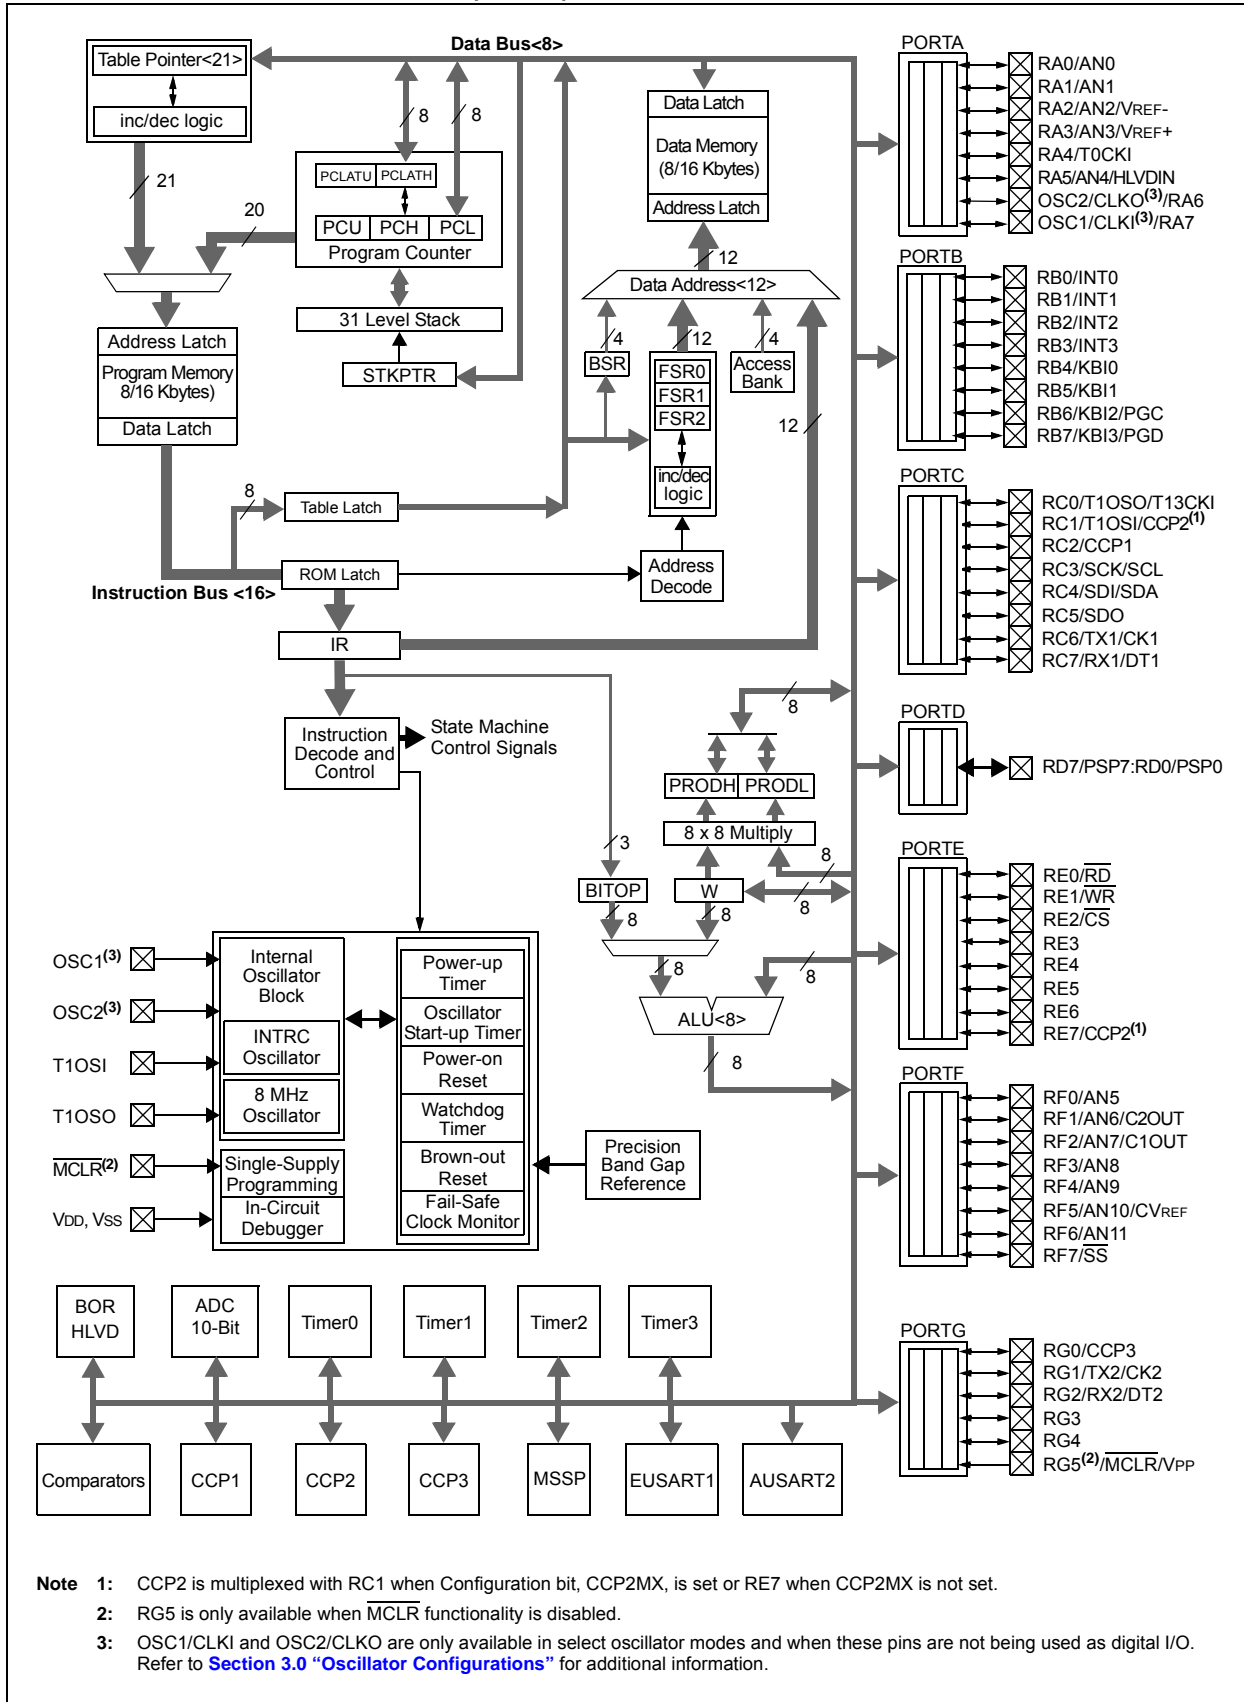 Data Bus<8>
Table Pointer<21>
inc/dec logic
21
20
8
8
PCLATU PCLATH
PCU PCH PCL
Program Counter
31 Level Stack
STKPTR
Data Latch
Data Memory
(8/16 Kbytes)
Address Latch
12
Data Address<12>
4
12
4
BSR
FSR0
FSR1
FSR2
inc/dec
logic
Access
Bank
12
Address Latch
Program Memory
8/16 Kbytes)
Data Latch
8
Table Latch
ROM Latch
Instruction Bus <16>
Address
Decode
IR
Instruction
Decode and
Control
State Machine
Control Signals
8
PRODH PRODL
8 x 8 Multiply
3
8
BITOP
W
8
8
8
8
8
ALU<8>
8
OSC1(3)
OSC2(3)
T1OSI
T1OSO
MCLR(2)
VDD, VSS
Internal
Oscillator
Block
INTRC
Oscillator
8 MHz
Oscillator
Single-Supply
Programming
In-Circuit
Debugger
Power-up
Timer
Oscillator
Start-up Timer
Power-on
Reset
Watchdog
Timer
Brown-out
Reset
Fail-Safe
Clock Monitor
Precision
Band Gap
Reference
BOR
HLVD
ADC
10-Bit
Timer0
Timer1
Timer2
Timer3
Comparators
CCP1
CCP2
CCP3
MSSP
EUSART1
AUSART2
PORTA
RA0/AN0
RA1/AN1
RA2/AN2/VREF-
RA3/AN3/VREF+
RA4/T0CKI
RA5/AN4/HLVDIN
OSC2/CLKO(3)/RA6
OSC1/CLKI(3)/RA7
PORTB
RB0/INT0
RB1/INT1
RB2/INT2
RB3/INT3
RB4/KBI0
RB5/KBI1
RB6/KBI2/PGC
RB7/KBI3/PGD
PORTC
RC0/T1OSO/T13CKI
RC1/T1OSI/CCP2(1)
RC2/CCP1
RC3/SCK/SCL
RC4/SDI/SDA
RC5/SDO
RC6/TX1/CK1
RC7/RX1/DT1
PORTD
RD7/PSP7:RD0/PSP0
PORTE
RE0/RD
RE1/WR
RE2/CS
RE3
RE4
RE5
RE6
RE7/CCP2(1)
PORTF
RF0/AN5
RF1/AN6/C2OUT
RF2/AN7/C1OUT
RF3/AN8
RF4/AN9
RF5/AN10/CVREF
RF6/AN11
RF7/SS
PORTG
RG0/CCP3
RG1/TX2/CK2
RG2/RX2/DT2
RG3
RG4
RG5(2)/MCLR/VPP
Note 1: CCP2 is multiplexed with RC1 when Configuration bit, CCP2MX, is set or RE7 when CCP2MX is not set.
2: RG5 is only available when MCLR functionality is disabled.
3: OSC1/CLKI and OSC2/CLKO are only available in select oscillator modes and when these pins are not being used as digital I/O.
Refer to Section 3.0 “Oscillator Configurations” for additional information.